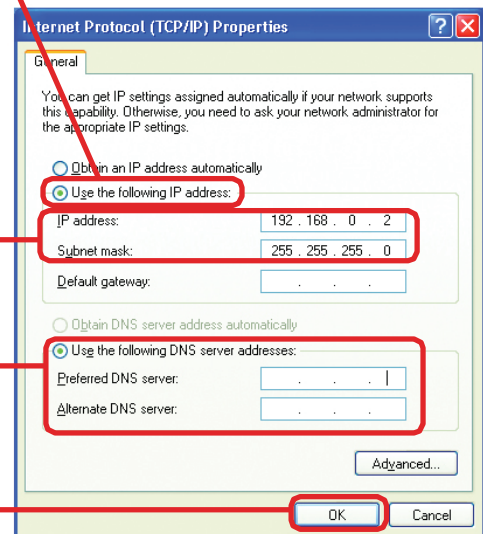 Internet Protocol (TCP/IP) Properties
General
You can get IP settings assigned automatically if your network supports
this capability. Otherwise, you need to ask your network administrator for
the appropriate IP settings.
Obtain an IP address automatically
Use the following IP address:
IP address: 192 . 168 . 0 . 2
Subnet mask: 255 . 255 . 255 . 0
Default gateway: . . .
Obtain DNS server address automatically
Use the following DNS server addresses:
Preferred DNS server: . . .
Alternate DNS server: . . .
Advanced...
OK Cancel